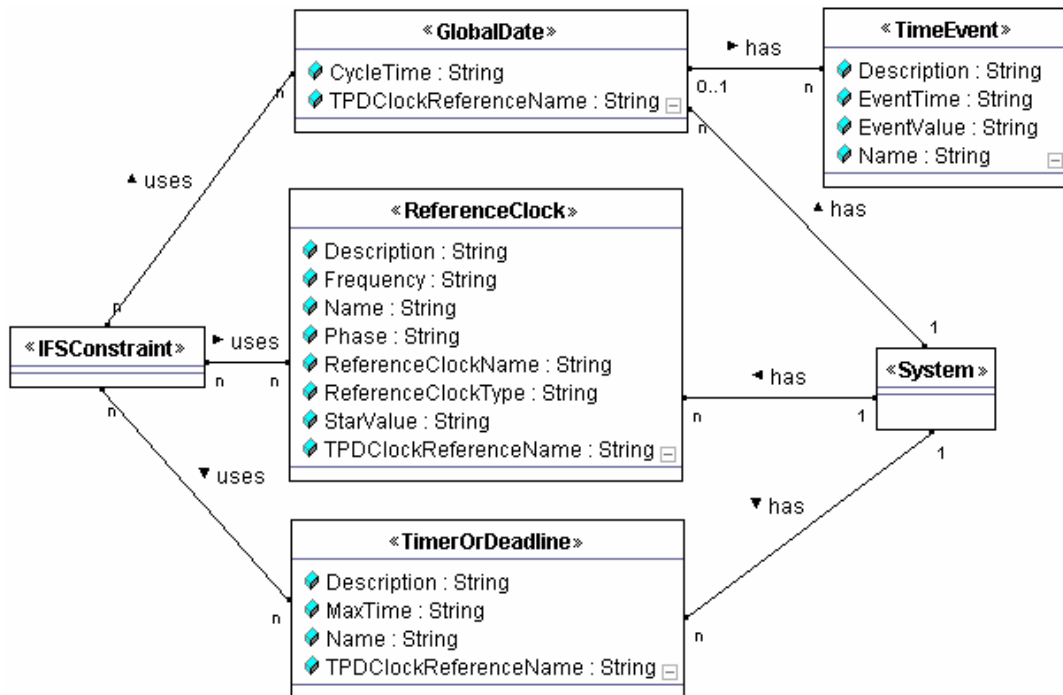 «GlobalDate»
CycleTime : String
TPDClockReferenceName : String
► has
0..1
n
«TimeEvent»
Description : String
EventTime : String
EventValue : String
Name : String
n
n
▲ uses
▲ has
«ReferenceClock»
Description : String
Frequency : String
Name : String
Phase : String
ReferenceClockName : String
ReferenceClockType : String
StarValue : String
TPDClockReferenceName : String
n
«IFSConstraint»
► uses
n
n
n
1
«System»
◄ has
n
1
1
▼ uses
▼ has
«TimerOrDeadline»
Description : String
MaxTime : String
Name : String
TPDClockReferenceName : String
n
n